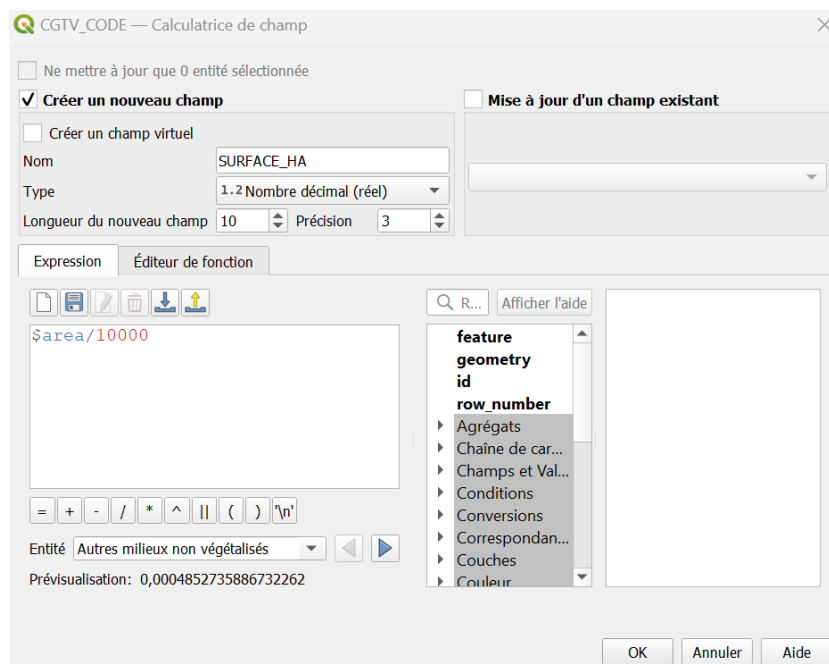 CGTV_CODE — Calculatrice de champ
Ne mettre à jour que 0 entité sélectionnée
Créer un nouveau champ
Mise à jour d'un champ existant
Créer un champ virtuel
Nom SURFACE_HA
Type 1.2 Nombre décimal (réel)
Longueur du nouveau champ 10 Précision 3
Expression Éditeur de fonction
R... Afficher l'aide
$area/10000
feature
geometry
id
row_number
Agrégats
Chaîne de car...
Champs et Val...
Conditions
Conversions
Correspondan...
Couches
Couleur
= + - / * ^ || ( ) '\n'
Entité Autres milieux non végétalisés
Prévisualisation: 0,0004852735886732262
OK Annuler Aide